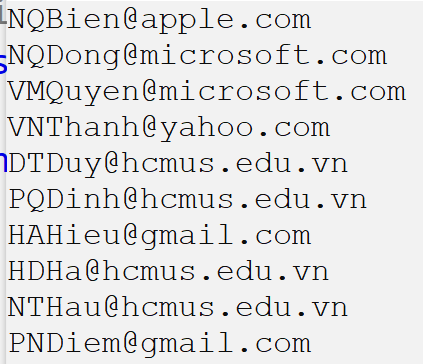 NQBien@apple.com
NQDong@microsoft.com
VMQuyen@microsoft.com
VNThanh@yahoo.com
DTDuy@hcmus.edu.vn
PQDinh@hcmus.edu.vn
HAHieu@gmail.com
HDHa@hcmus.edu.vn
NTHau@hcmus.edu.vn
PNDiem@gmail.com